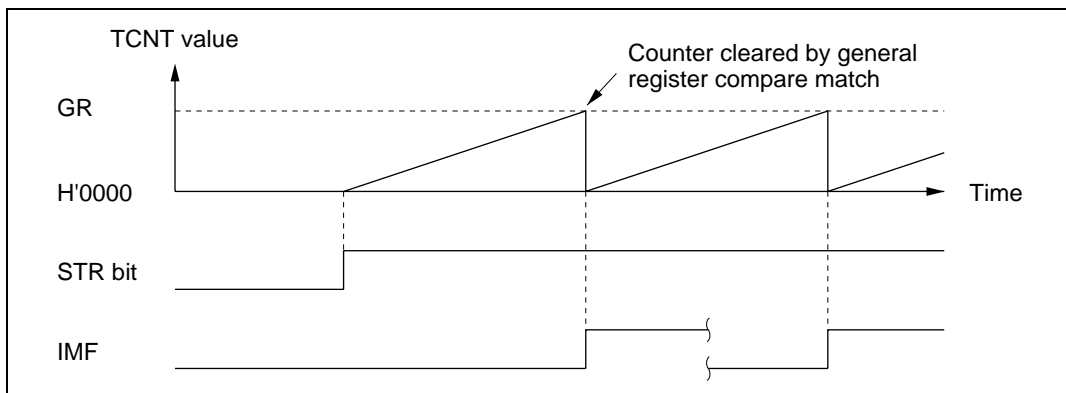 TCNT value
Counter cleared by general
register compare match
GR
H'0000
Time
STR bit
IMF